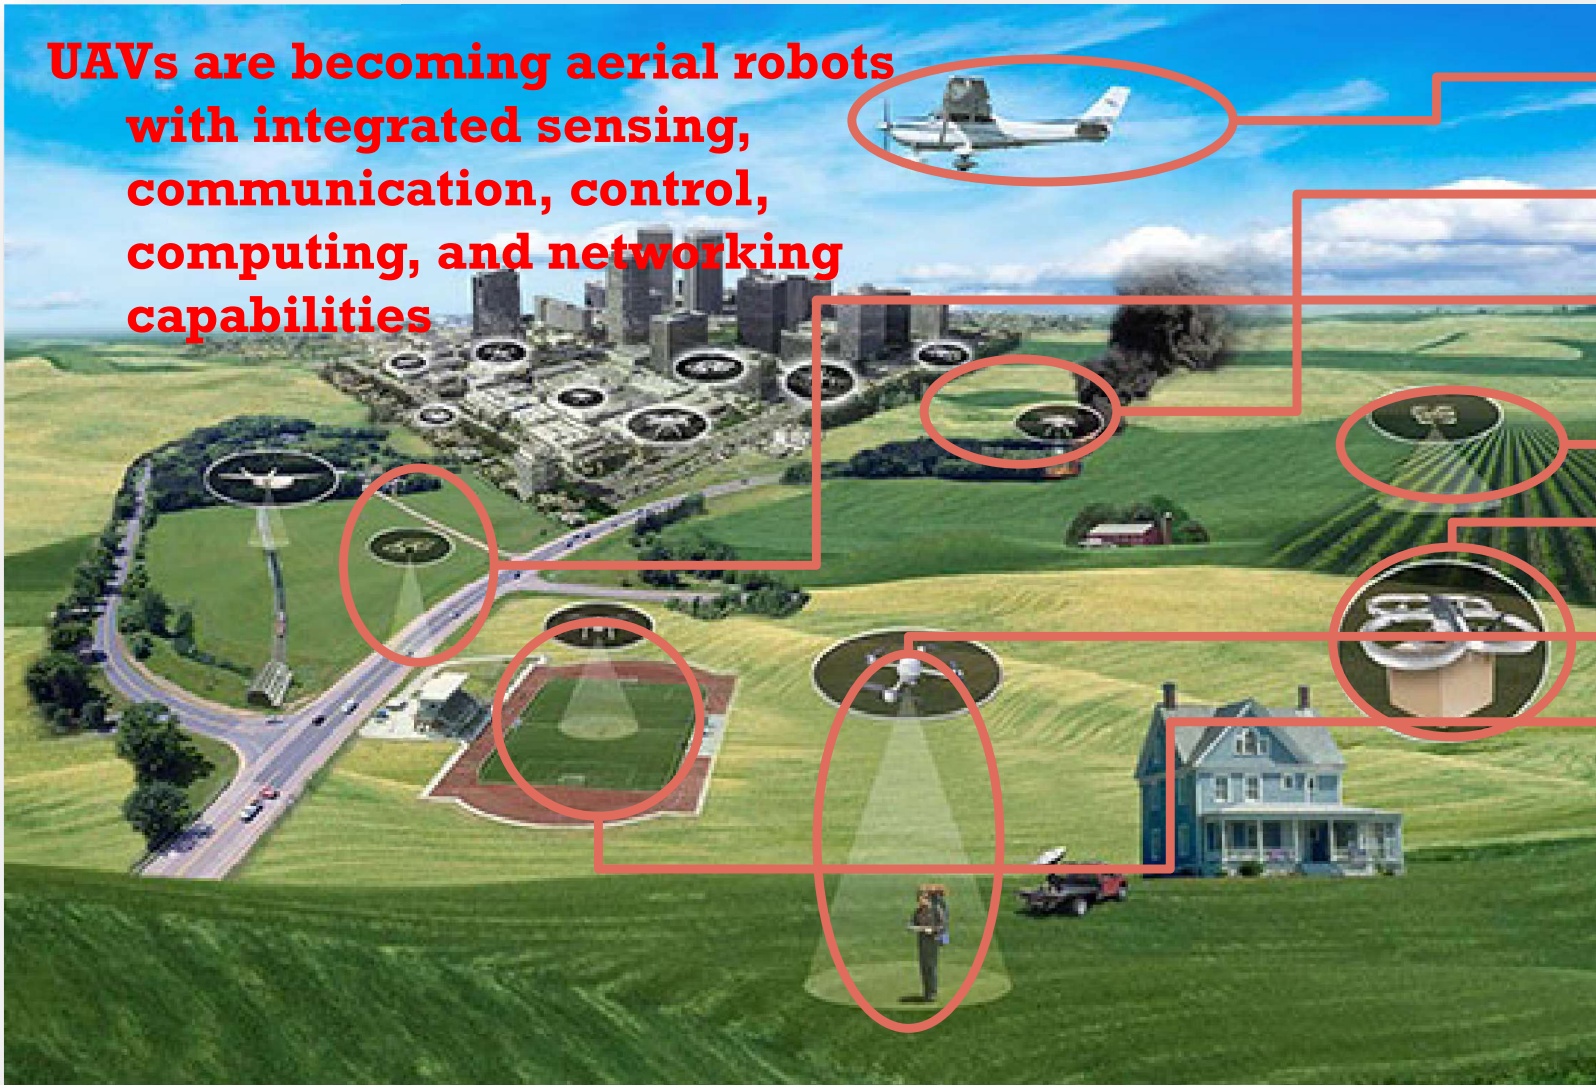 UAVs are becoming aerial robots
with integrated sensing,
communication, control,
computing, and networking
capabilities